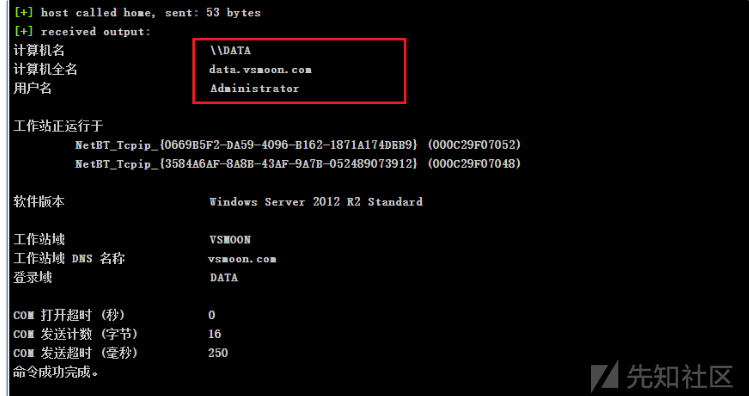 [+] host called home, sent: 53 bytes
[+] received output:
计算机名 \\DATA
计算机全名 data.vsmoon.com
用户名 Administrator
工作站正运行于
NetBT_Tcpip_{0669B5F2-DA59-4096-B162-1871A174DEB9} (000C29F07052)
NetBT_Tcpip_{3584A6AF-8A8B-43AF-9A7B-052489073912} (000C29F07048)
软件版本 Windows Server 2012 R2 Standard
工作站域 VSMOON
工作站域 DNS 名称 vsmoon.com
登录域 DATA
COM 打开超时 (秒) 0
COM 发送计数 (字节) 16
COM 发送超时 (毫秒) 250
命令成功完成。
先知社区